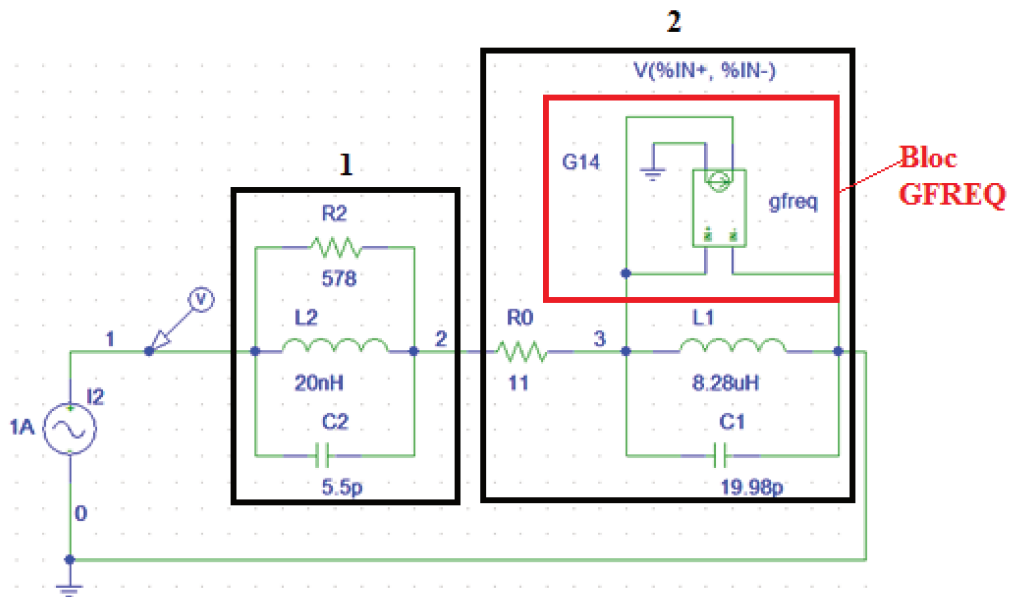 2
V(%IN+, %IN-)
G14
gfreq
Bloc
GFREQ
1
R2
578
L2
20nH
C2
5.5p
V
1
2
R0
11
3
L1
8.28uH
C1
19.98p
I2
1A
0